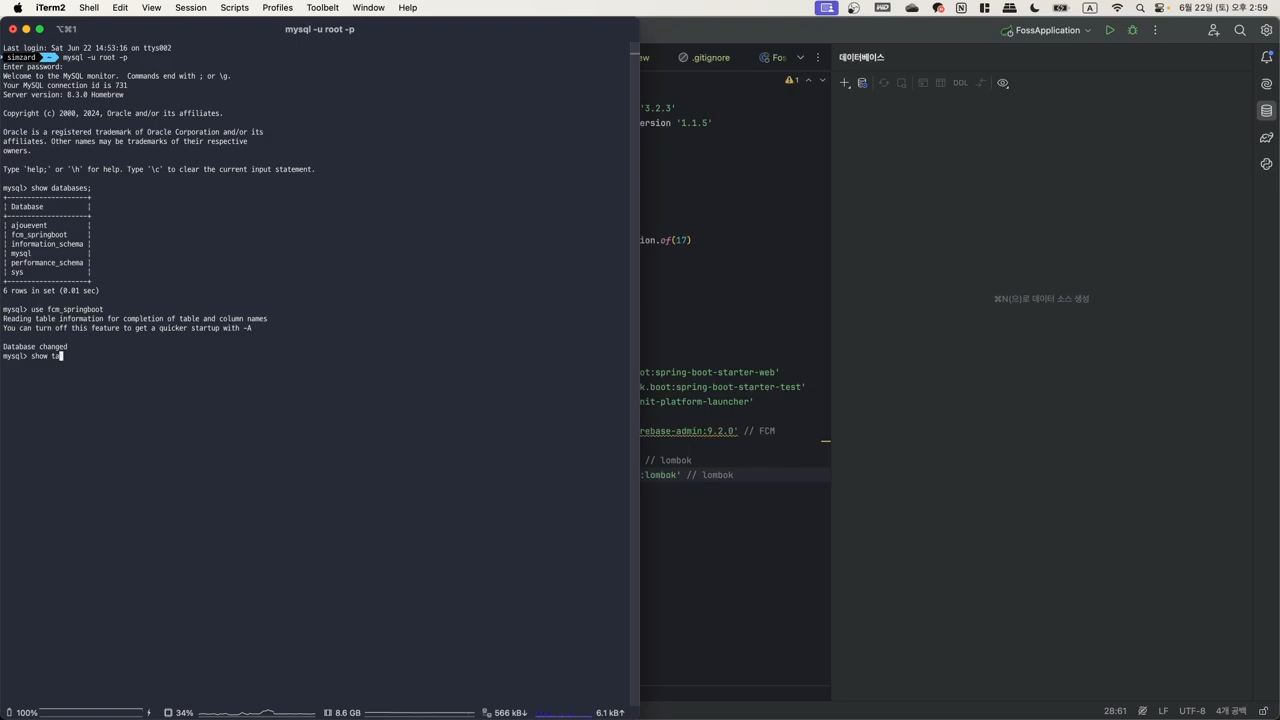 iTerm2 Shell Edit View Session Scripts Profiles Toolbelt Window Help
6월 22일 (토) 오후 2:59
⌥⌘1
mysql -u root -p
Last login: Sat Jun 22 14:53:16 on ttys002
simzard ~ mysql -u root -p
Enter password:
Welcome to the MySQL monitor.  Commands end with ; or \g.
Your MySQL connection id is 731
Server version: 8.3.0 Homebrew
Copyright (c) 2000, 2024, Oracle and/or its affiliates.
Oracle is a registered trademark of Oracle Corporation and/or its
affiliates. Other names may be trademarks of their respective
owners.
Type 'help;' or '\h' for help. Type '\c' to clear the current input statement.
mysql> show databases;
+--------------------+
| Database           |
+--------------------+
| ajouevent          |
| fcm_springboot     |
| information_schema |
| mysql              |
| performance_schema |
| sys                |
+--------------------+
6 rows in set (0.01 sec)
mysql> use fcm_springboot
Reading table information for completion of table and column names
You can turn off this feature to get a quicker startup with -A
Database changed
mysql> show ta
100%
34%
8.6 GB
566 kB↓
6.1 kB↑
FossApplication
ew
.gitignore
Fos
1
'3.2.3'
ersion '1.1.5'
ion.of(17)
ot:spring-boot-starter-web'
k.boot:spring-boot-starter-test'
nit-platform-launcher'
rebase-admin:9.2.0' // FCM
// lombok
:lombok' // lombok
데이터베이스
DDL
⌘N(으)로 데이터 소스 생성
28:61 LF UTF-8 4개 공백